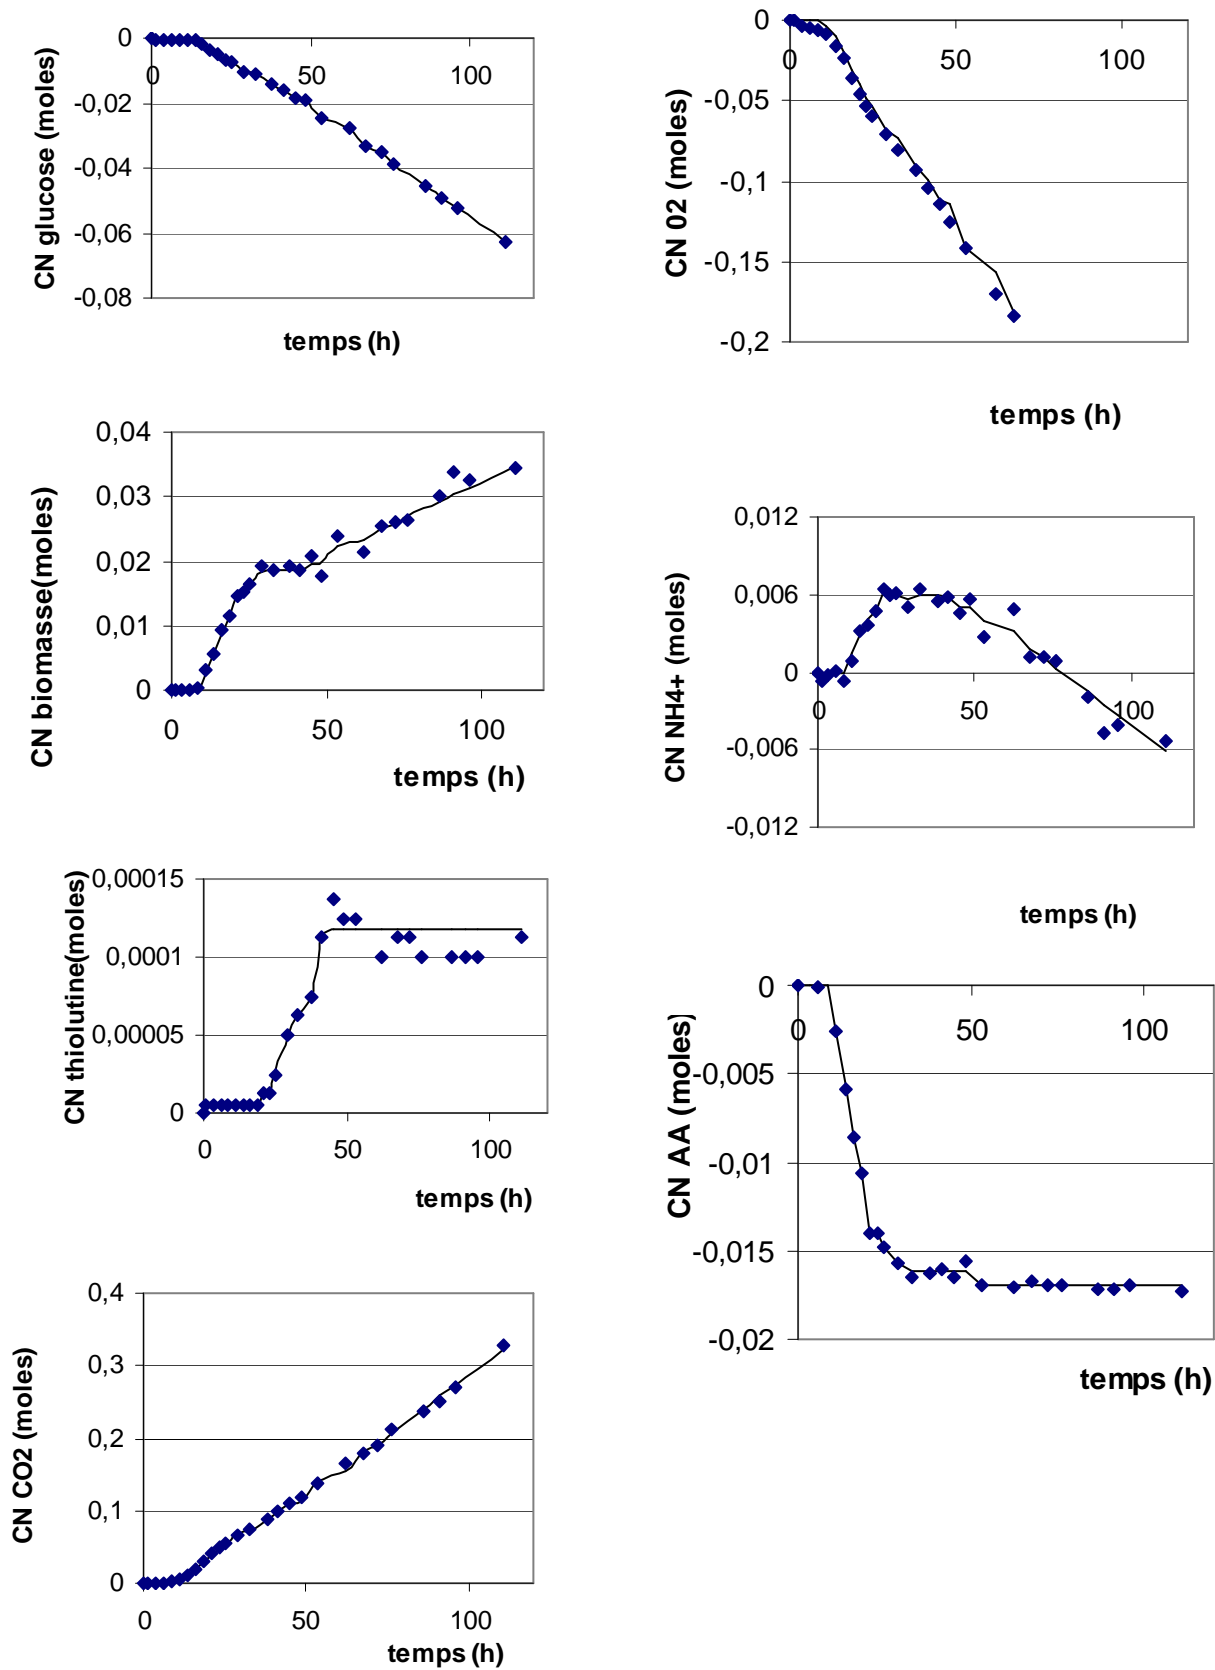 CN glucose (moles)
0
-0,02
-0,04
-0,06
-0,08
0 50 100
temps (h)
CN 02 (moles)
0
-0,05
-0,1
-0,15
-0,2
0 50 100
temps (h)
CN biomasse(moles)
0,04
0,03
0,02
0,01
0
0 50 100
temps (h)
CN NH4+ (moles)
0,012
0,006
0
-0,006
-0,012
0 50 100
temps (h)
CN thiolutine(moles)
0,00015
0,0001
0,00005
0
0 50 100
temps (h)
CN AA (moles)
0
-0,005
-0,01
-0,015
-0,02
0 50 100
temps (h)
CN CO2 (moles)
0,4
0,3
0,2
0,1
0
0 50 100
temps (h)